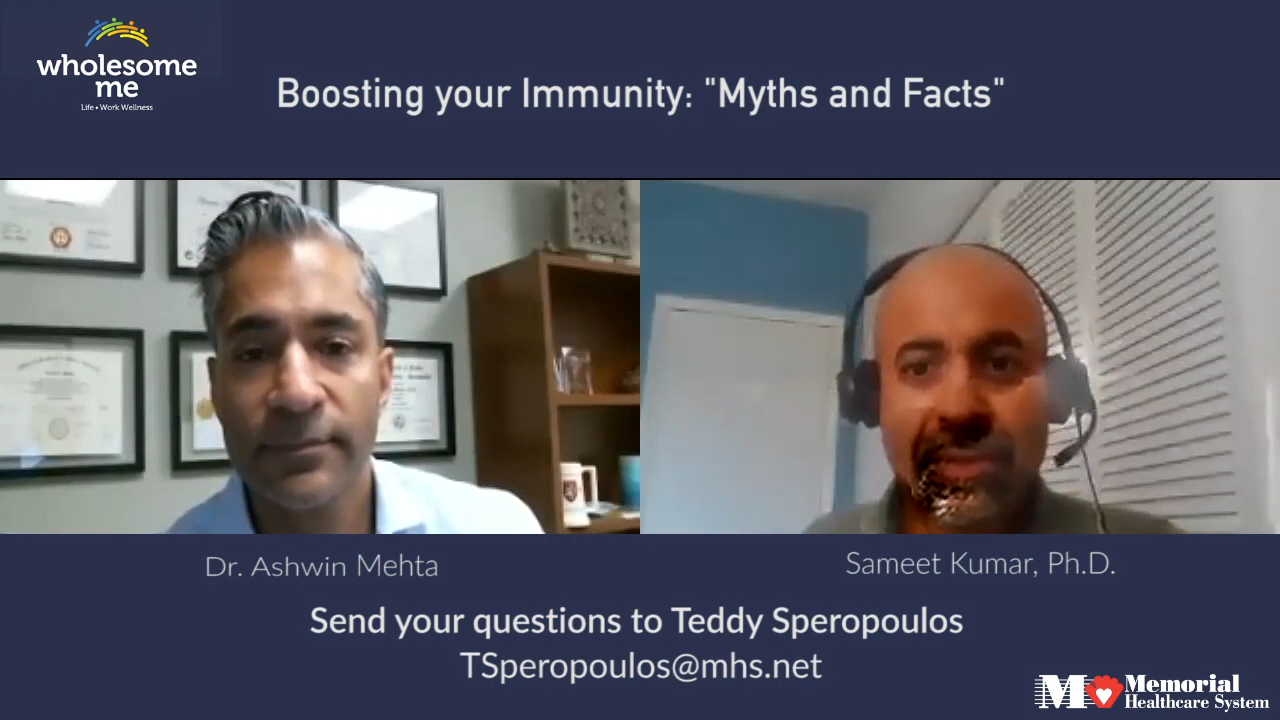 wholesome
me
Life • Work Wellness
Boosting your Immunity: "Myths and Facts"
Dr. Ashwin Mehta
Sameet Kumar, Ph.D.
Send your questions to Teddy Speropoulos
TSperopoulos@mhs.net
M
Memorial
Healthcare System